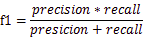 f1 = precision * recall / presicion + recall